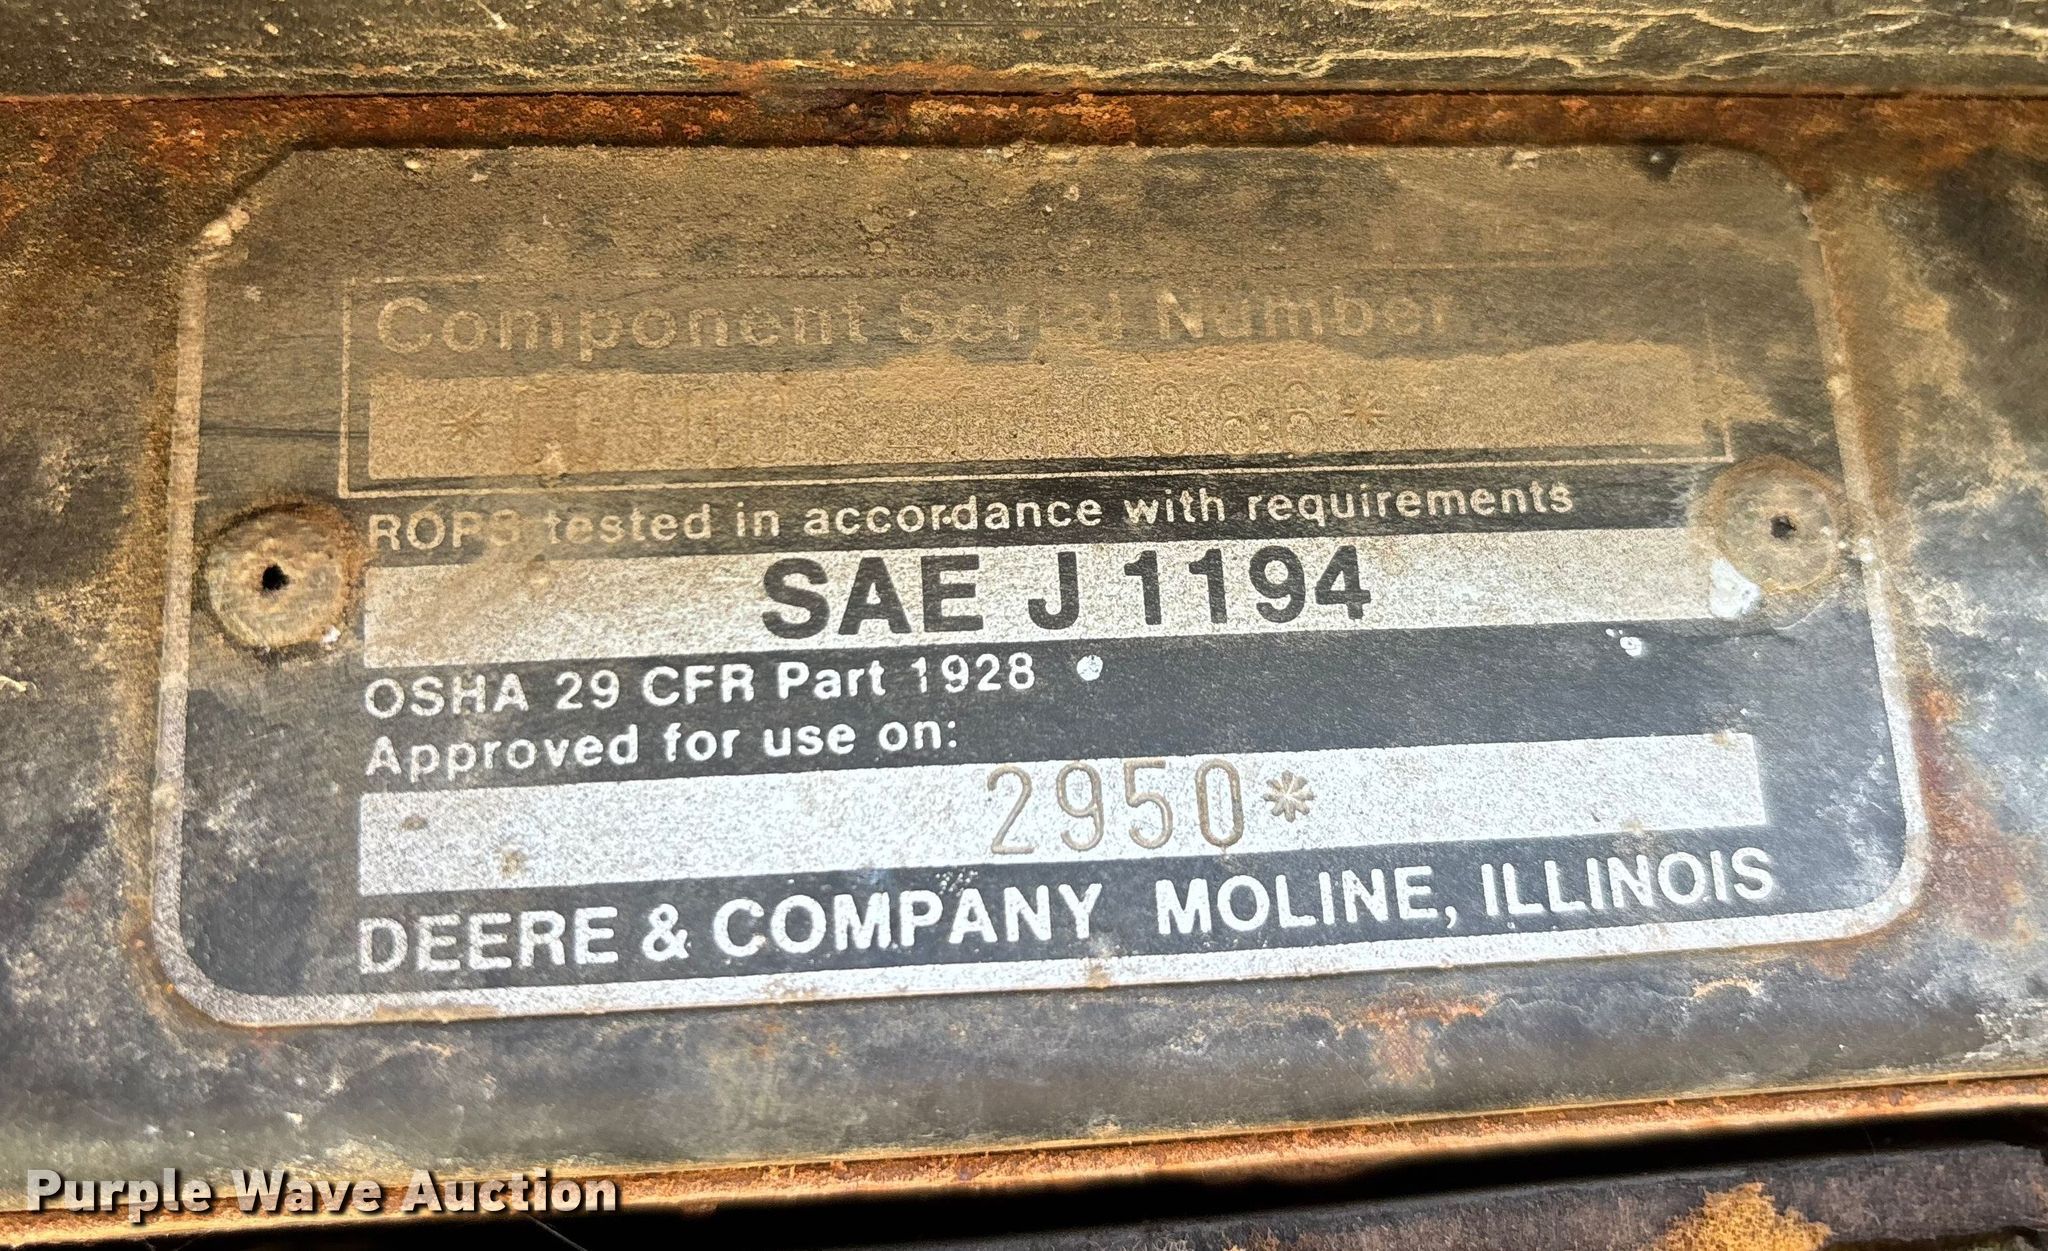 Component Serial Number
ROPS tested in accordance with requirements
SAE J 1194
OSHA 29 CFR Part 1928
Approved for use on:
2950*
DEERE & COMPANY MOLINE, ILLINOIS
Purple Wave Auction